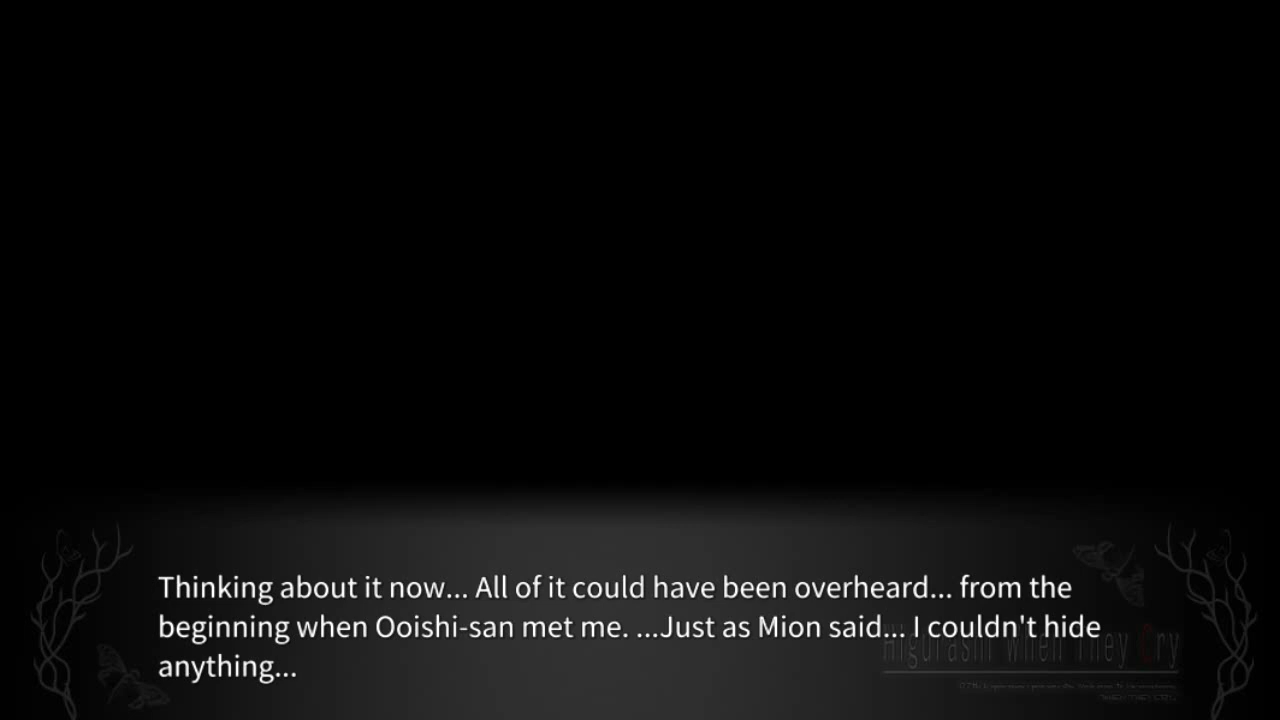 Thinking about it now... All of it could have been overheard... from the
beginning when Ooishi-san met me. ...Just as Mion said... I couldn't hide
anything...
Higurashi When They Cry